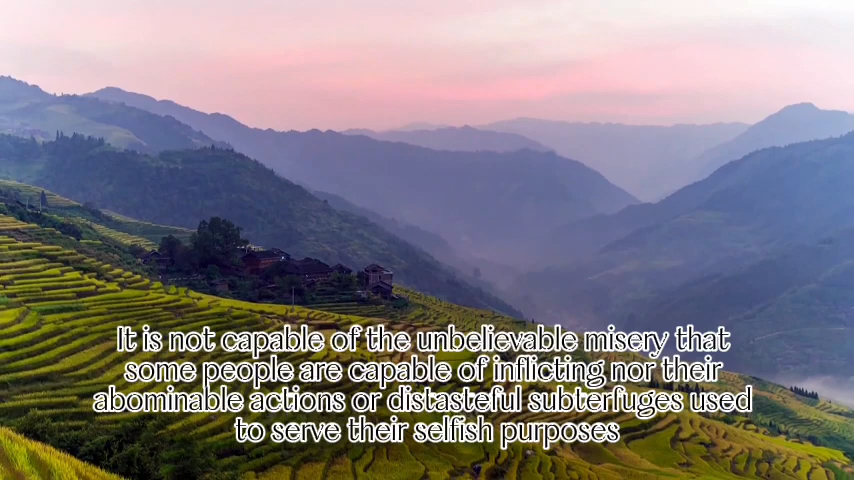 It is not capable of the unbelievable misery that
some people are capable of inflicting nor their
abominable actions or distasteful subterfuges used
to serve their selfish purposes